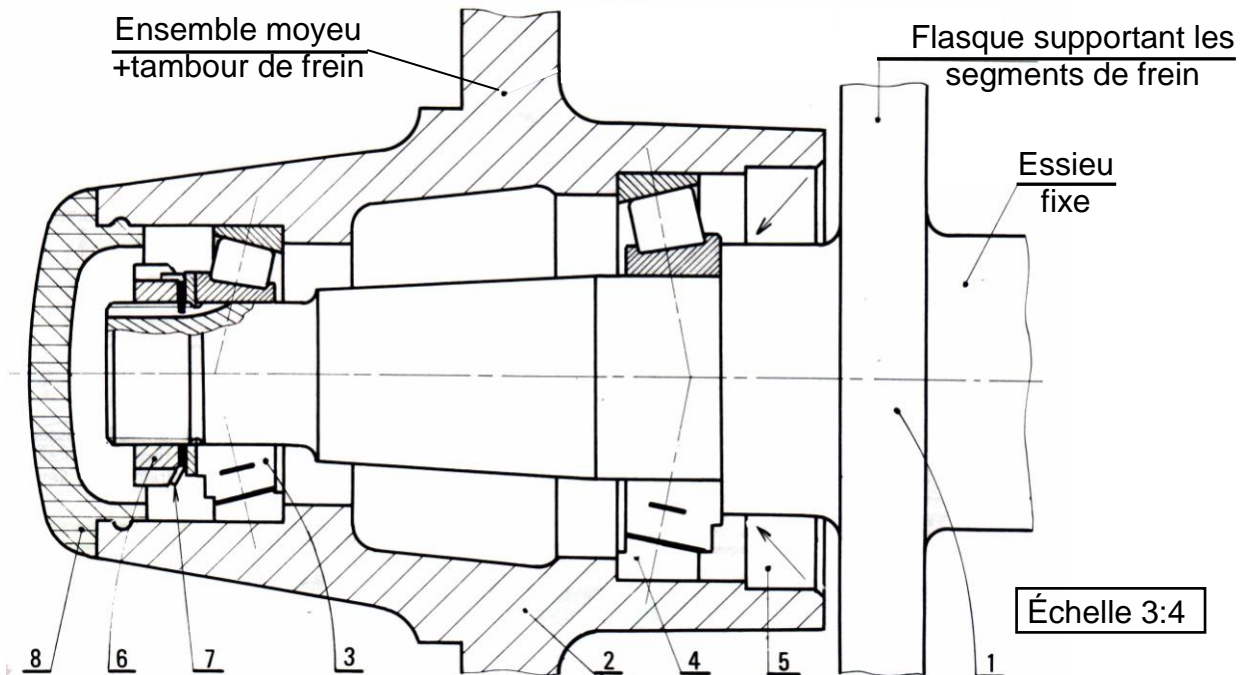 Ensemble moyeu
+tambour de frein
Flasque supportant les
segments de frein
Essieu
fixe
Échelle 3:4
8 6 7 3 2 4 5 1